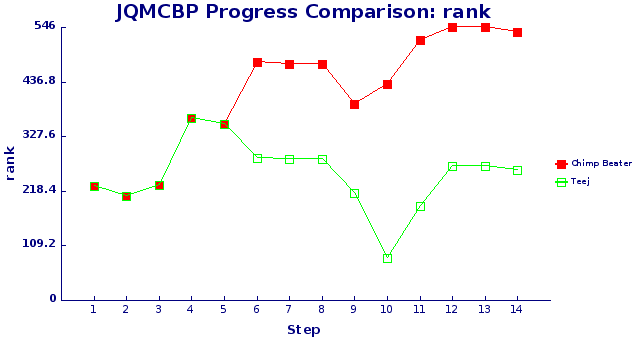 JQMCBP Progress Comparison: rank
546
436.8
327.6
218.4
109.2
0
rank
1 2 3 4 5 6 7 8 9 10 11 12 13 14
Step
Chimp Beater
Teej